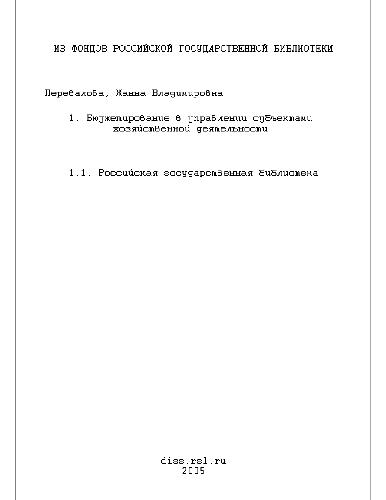 ИЗ ФОНДОВ РОССИЙСКОЙ ГОСУДАРСТВЕННОЙ БИБЛИОТЕКИ
Перевалова, Жанна Владимировна
1. Бюджетирование в управлении субъектами
хозяйственной деятельности
1.1. Российская государственная библиотека
diss.rsl.ru
2005